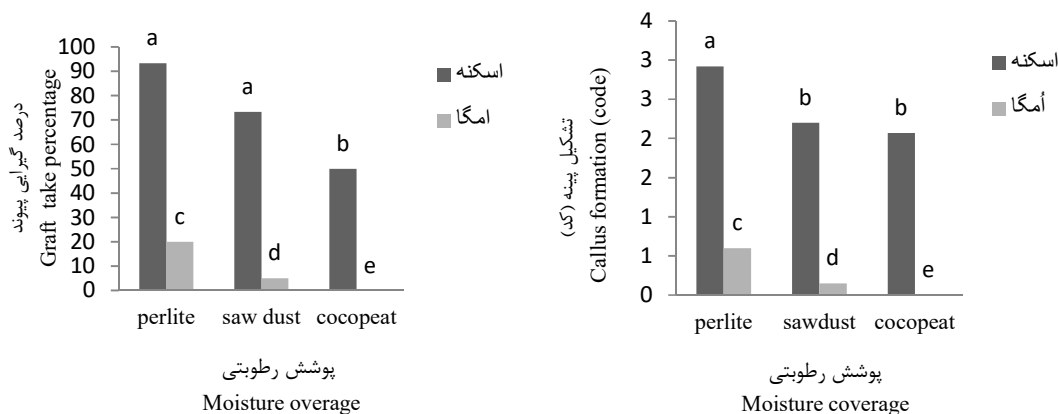 درصد گیرایی پیوند
Graft take percentage
100
90
80
70
60
50
40
30
20
10
0
a
a
b
c
d
e
perlite
saw dust
cocopeat
اسکنه
امگا
پوشش رطوبتی
Moisture overage
تشکیل پینه (کد)
Callus formation (code)
4
3
3
2
2
1
1
0
a
b
b
c
d
e
perlite
sawdust
cocopeat
اسکنه
اُمگا
پوشش رطوبتی
Moisture coverage